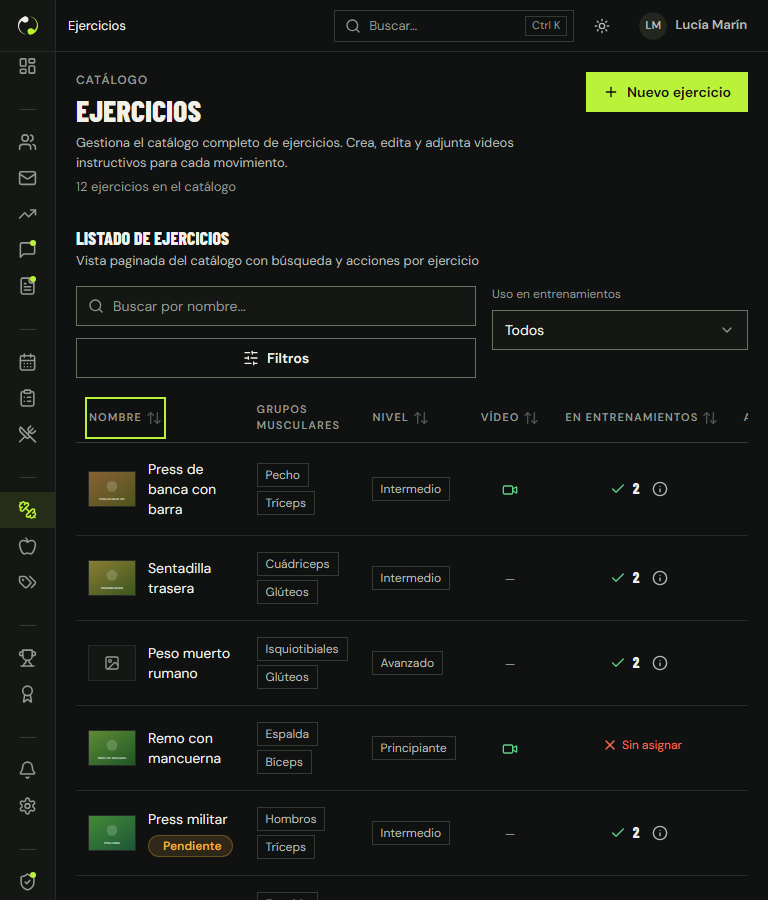 Ejercicios
Buscar...
Ctrl K
LM
Lucía Marín
CATÁLOGO
EJERCICIOS
Nuevo ejercicio
Gestiona el catálogo completo de ejercicios. Crea, edita y adjunta videos
instructivos para cada movimiento.
12 ejercicios en el catálogo
LISTADO DE EJERCICIOS
Vista paginada del catálogo con búsqueda y acciones por ejercicio
Buscar por nombre...
Uso en entrenamientos
Todos
Filtros
NOMBRE
GRUPOS
MUSCULARES
NIVEL
VÍDEO
EN ENTRENAMIENTOS
Press de
banca con
barra
Pecho
Tríceps
Intermedio
2
Sentadilla
trasera
Cuádriceps
Glúteos
Intermedio
–
2
Peso muerto
rumano
Isquiotibiales
Glúteos
Avanzado
–
2
Remo con
mancuerna
Espalda
Bíceps
Principiante
Sin asignar
Press militar
Pendiente
Hombros
Tríceps
Intermedio
–
2